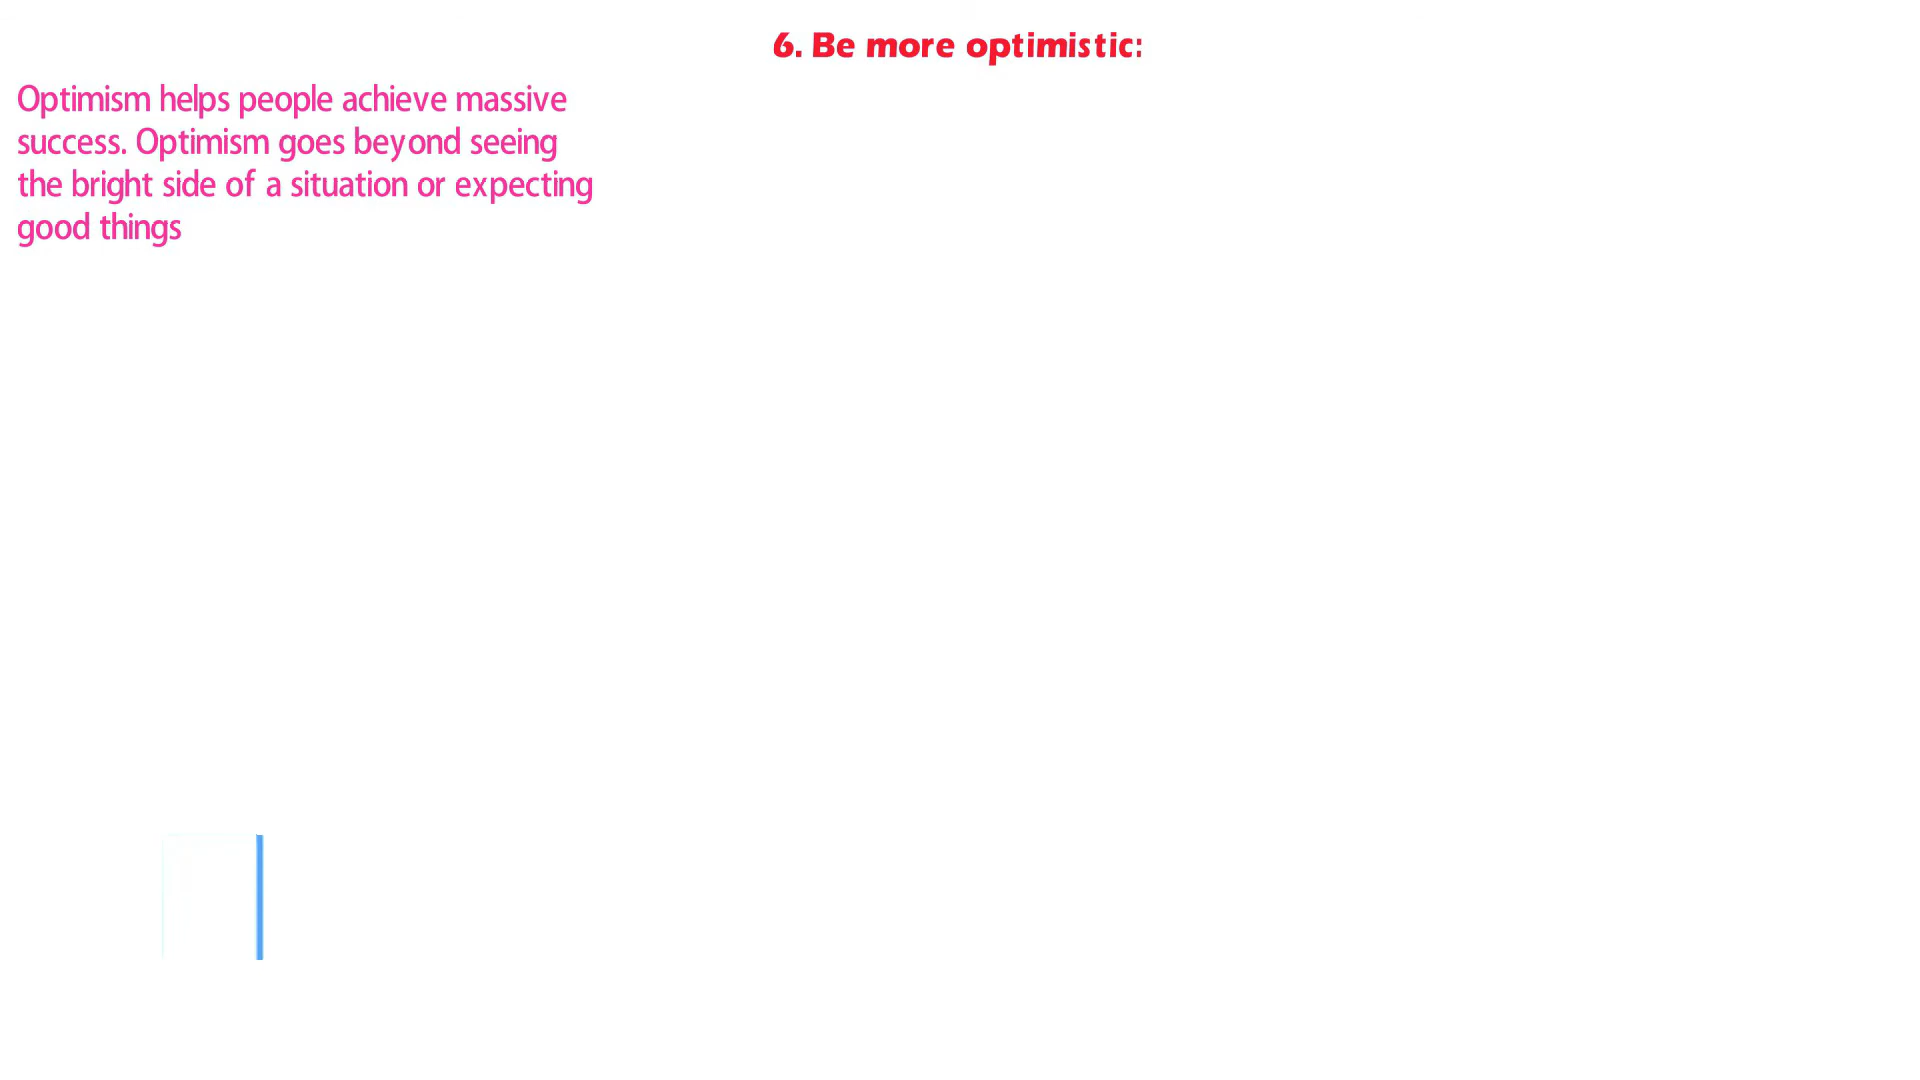 6. Be more optimistic:
Optimism helps people achieve massive
success. Optimism goes beyond seeing
the bright side of a situation or expecting
good things